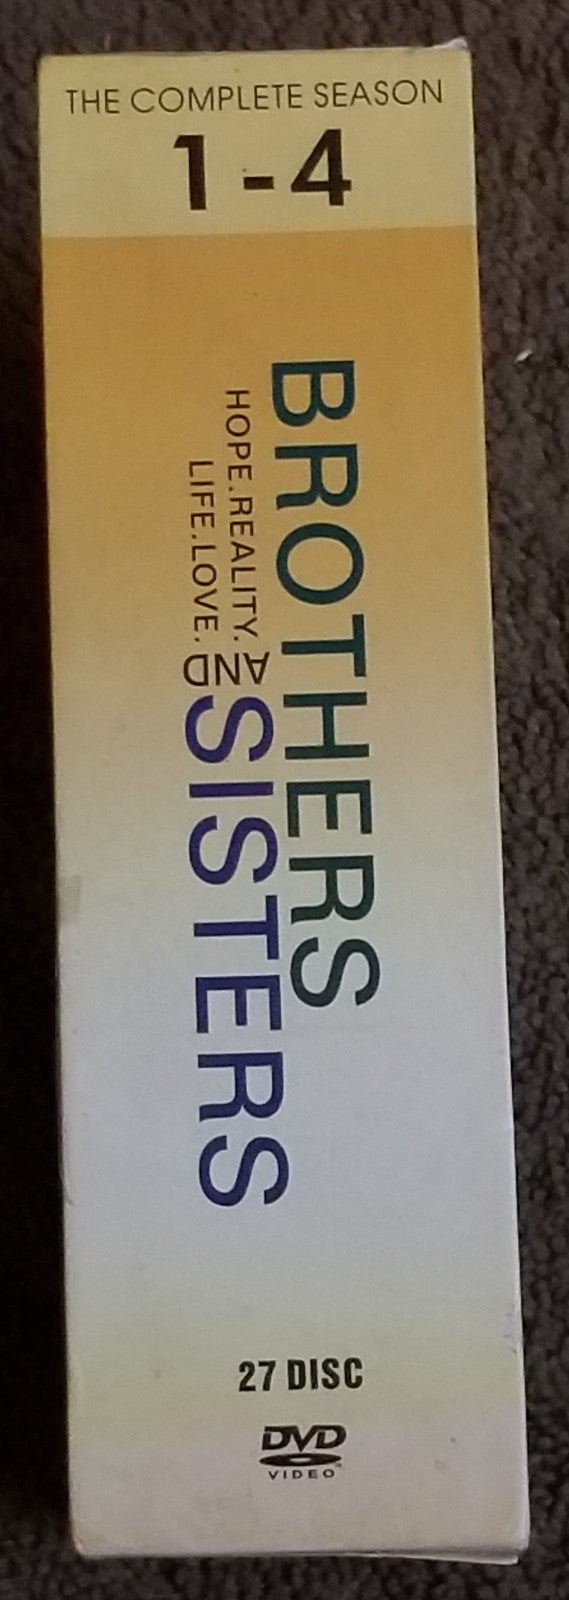 THE COMPLETE SEASON
1-4
BROTHERS
HOPE.REALITY.
LIFE.LOVE.
AND
SISTERS
27 DISC
DVD
VIDEO